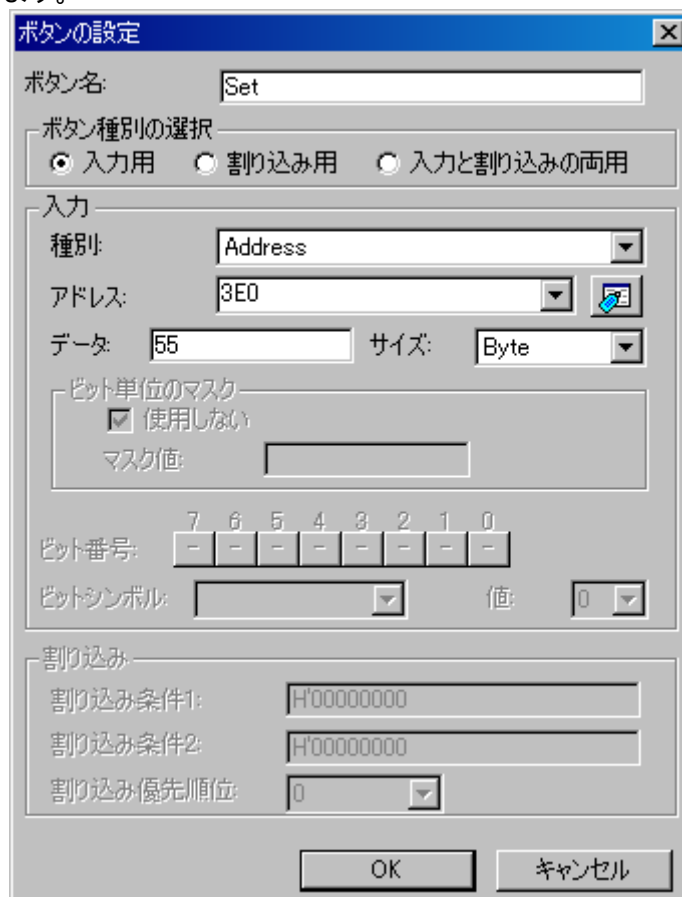 ます。
ボタンの設定
ボタン名: Set
ボタン種別の選択
入力用 割り込み用 入力と割り込みの両用
入力
種別: Address
アドレス: 3E0
データ: 55 サイズ: Byte
ビット単位のマスク
使用しない
マスク値:
7 6 5 4 3 2 1 0
ビット番号: - - - - - - - -
ビットシンボル: 値: 0
割り込み
割り込み条件1: H'00000000
割り込み条件2: H'00000000
割り込み優先順位: 0
OK キャンセル